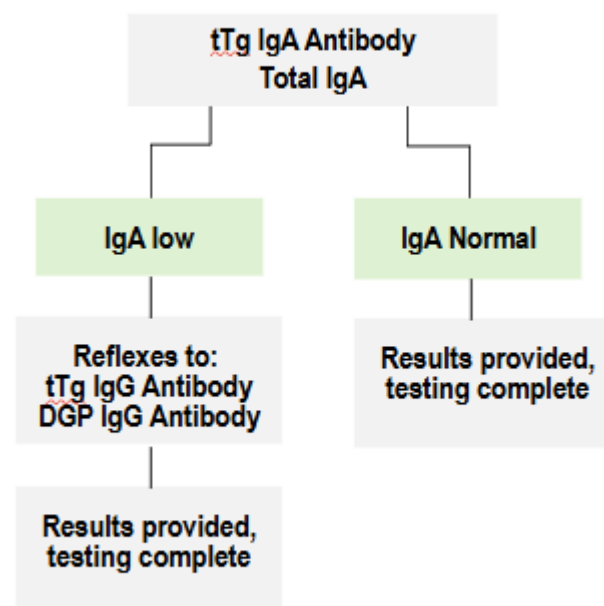 tTg IgA Antibody
Total IgA
IgA low
IgA Normal
Reflexes to:
tTg IgG Antibody
DGP IgG Antibody
Results provided,
testing complete
Results provided,
testing complete